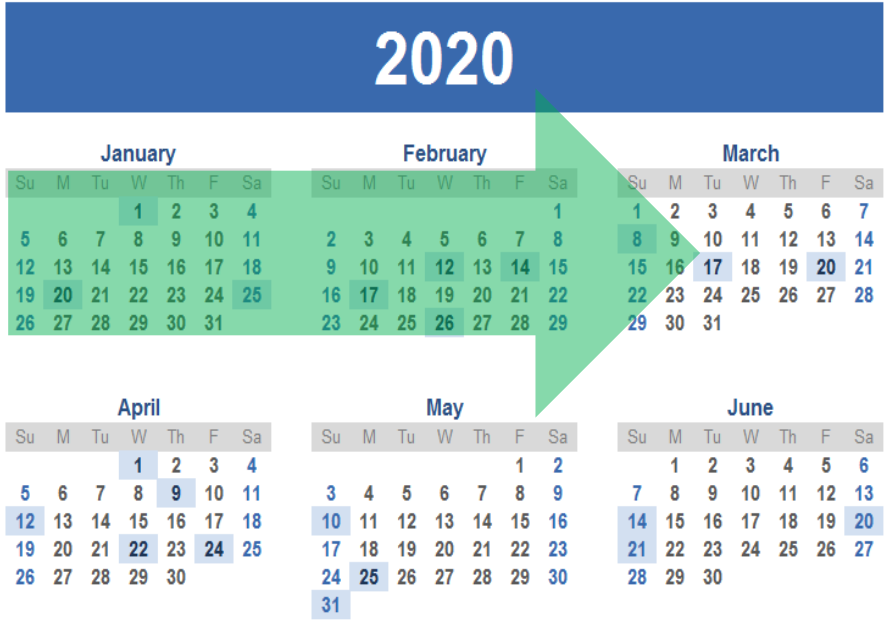 2020
January February March
Su M Tu W Th F Sa Su M Tu W Th F Sa Su M Tu W Th F Sa
1 2 3 4 1 1 2 3 4 5 6 7
5 6 7 8 9 10 11 2 3 4 5 6 7 8 8 9 10 11 12 13 14
12 13 14 15 16 17 18 9 10 11 12 13 14 15 15 16 17 18 19 20 21
19 20 21 22 23 24 25 16 17 18 19 20 21 22 22 23 24 25 26 27 28
26 27 28 29 30 31 23 24 25 26 27 28 29 29 30 31
April May June
Su M Tu W Th F Sa Su M Tu W Th F Sa Su M Tu W Th F Sa
1 2 3 4 1 2 1 2 3 4 5 6
5 6 7 8 9 10 11 3 4 5 6 7 8 9 7 8 9 10 11 12 13
12 13 14 15 16 17 18 10 11 12 13 14 15 16 14 15 16 17 18 19 20
19 20 21 22 23 24 25 17 18 19 20 21 22 23 21 22 23 24 25 26 27
26 27 28 29 30 24 25 26 27 28 29 30 28 29 30
31